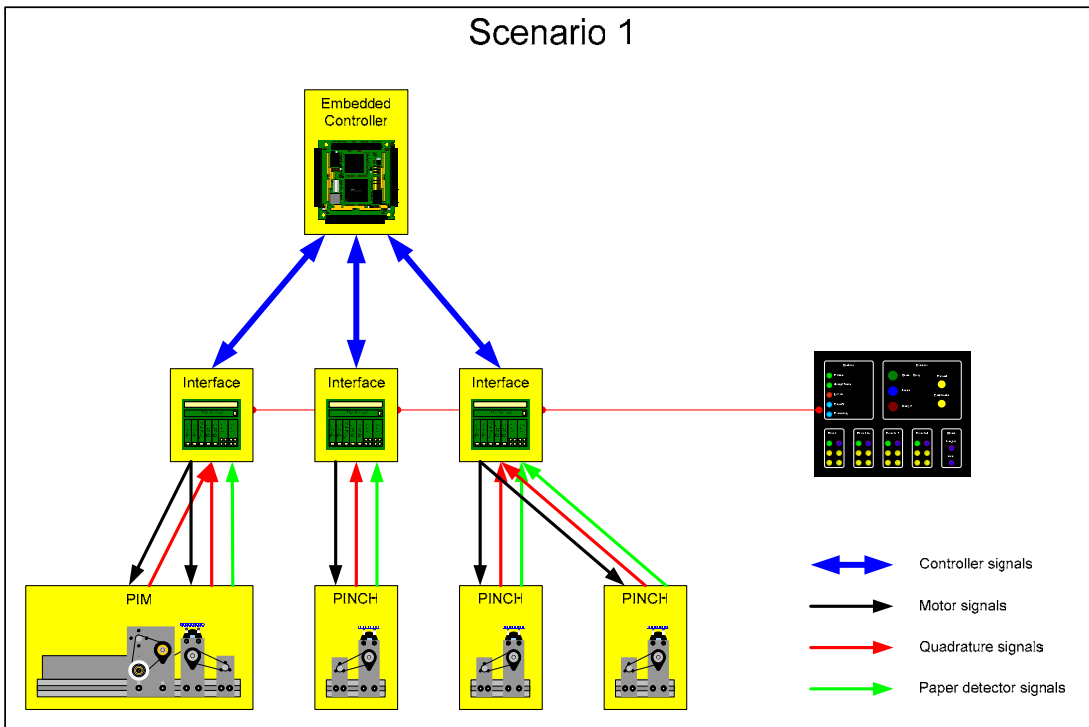 Scenario 1
Embedded
Controller
Interface
Interface
Interface
PIM
PINCH
PINCH
PINCH
Controller signals
Motor signals
Quadrature signals
Paper detector signals